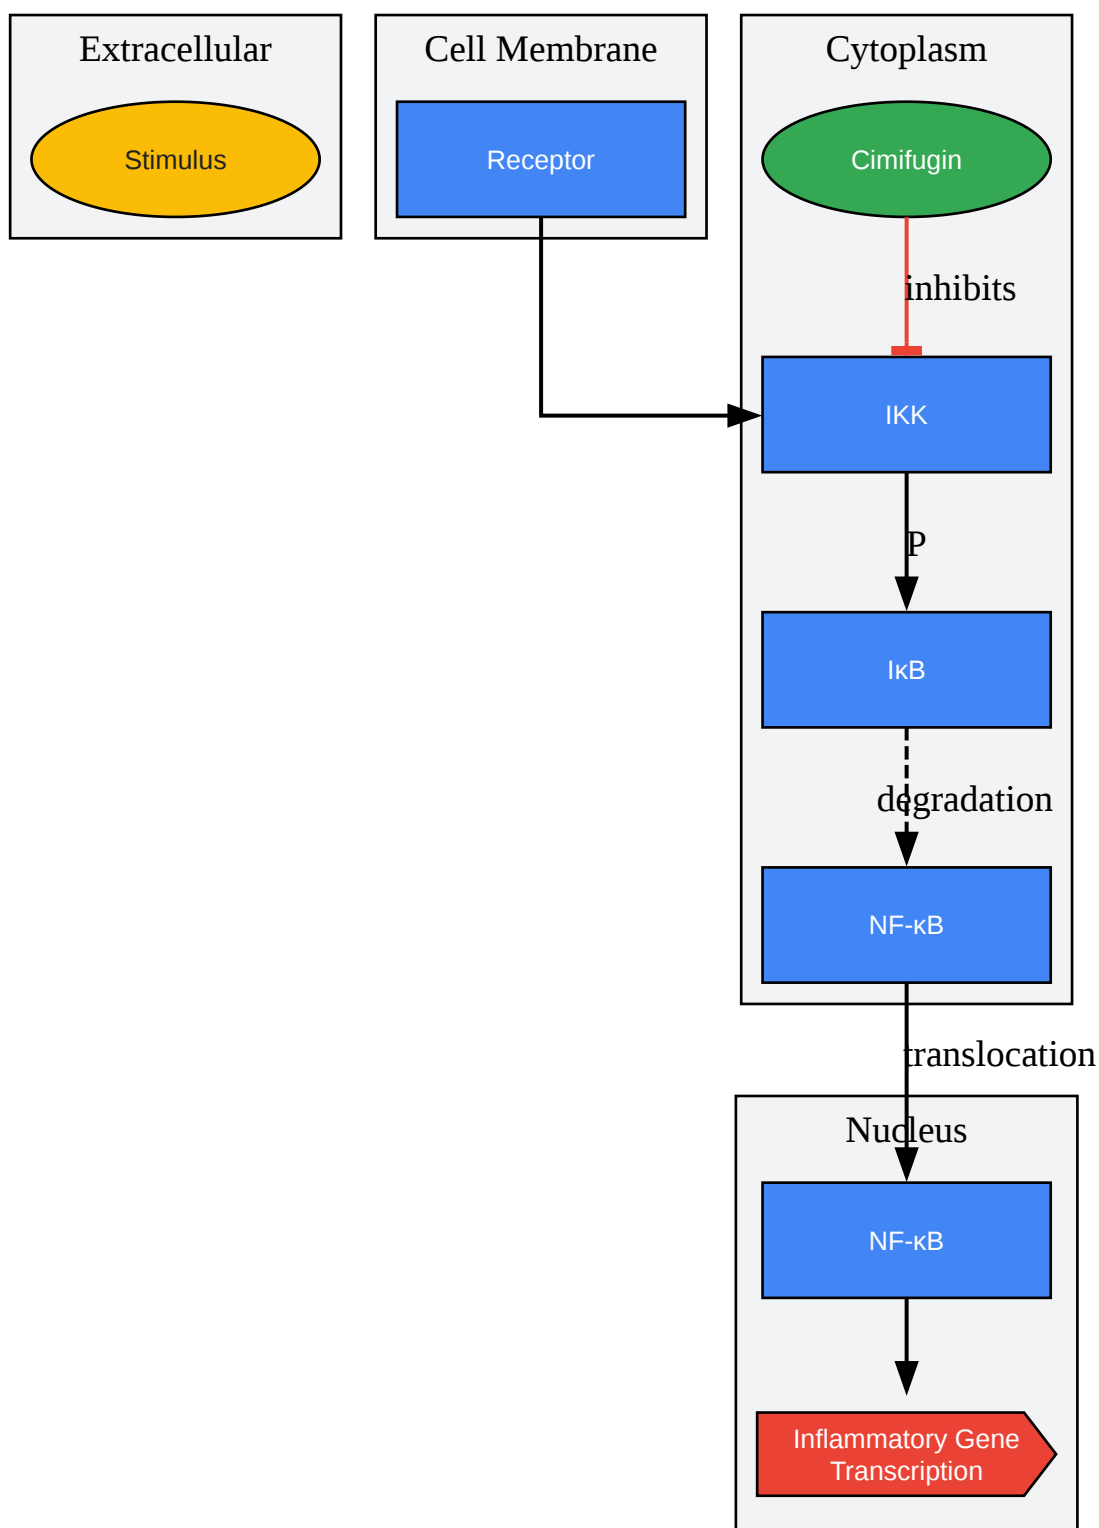 Extracellular
Cell Membrane
Cytoplasm
Stimulus
Receptor
Cimifugin
inhibits
IKK
P
IκB
degradation
NF-κB
translocation
Nucleus
NF-κB
Inflammatory Gene
Transcription